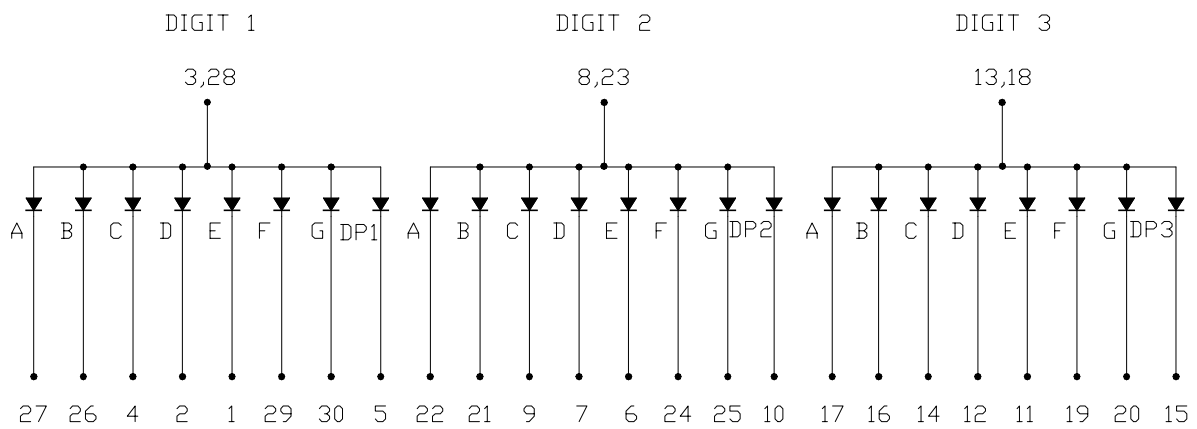 DIGIT 1 DIGIT 2 DIGIT 3
3,28 8,23 13,18
A B C D E F G DP1 A B C D E F G DP2 A B C D E F G DP3
27 26 4 2 1 29 30 5 22 21 9 7 6 24 25 10 17 16 14 12 11 19 20 15